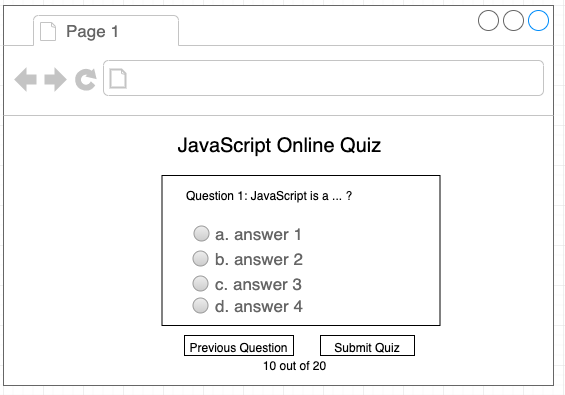 Page 1
JavaScript Online Quiz
Question 1: JavaScript is a ... ?
a. answer 1
b. answer 2
c. answer 3
d. answer 4
Previous Question Submit Quiz
10 out of 20